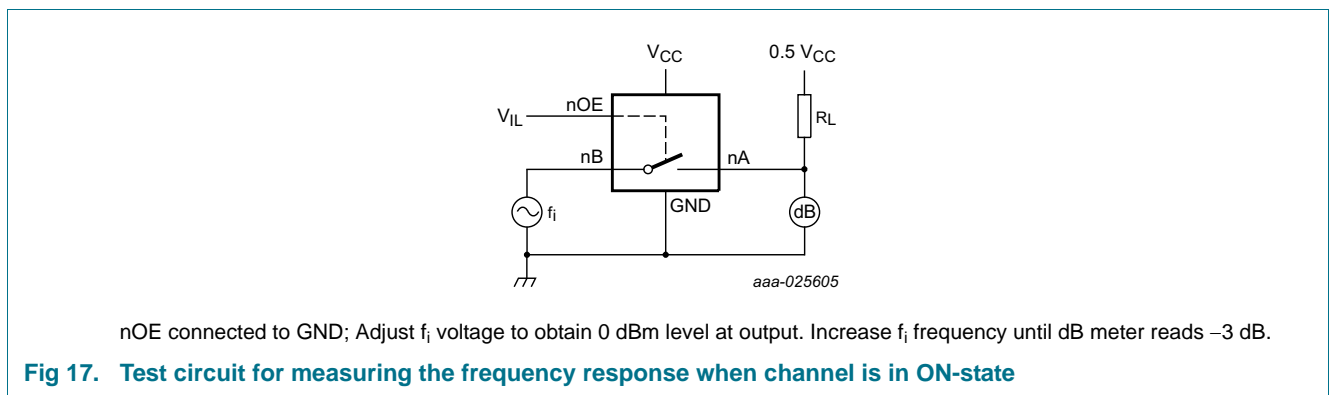 V_CC 0.5 V_CC
V_IL nOE R_L
nB nA
f_i GND dB
aaa-025605
nOE connected to GND; Adjust f_i voltage to obtain 0 dBm level at output. Increase f_i frequency until dB meter reads −3 dB.
Fig 17. Test circuit for measuring the frequency response when channel is in ON-state